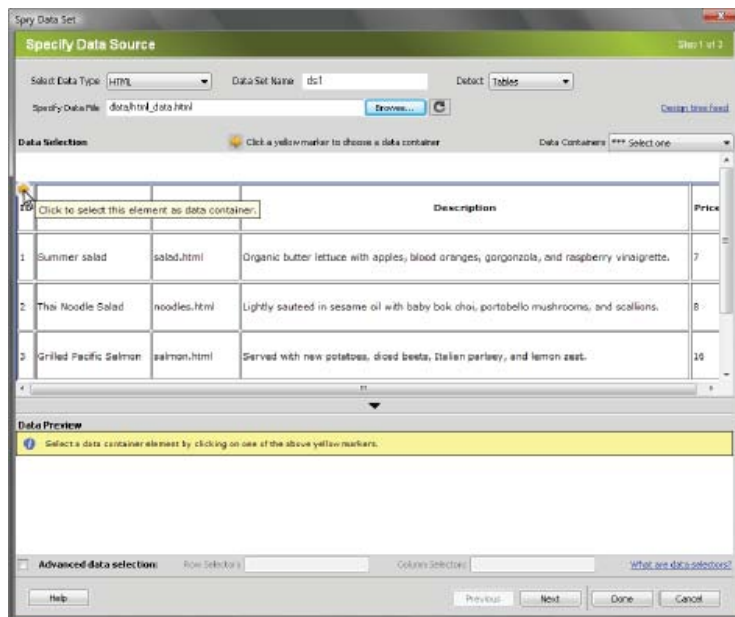 Spry Data Set
Specify Data Source Step 1 of 3
Select Data Type HTML Data Set Name ds1 Detect Tables
Specify Data File data/html_data.html Browse... Design time feed
Data Selection Click a yellow marker to choose a data container Data Containers *** Select one
Click to select this element as data container. Description Price
1 Summer salad salad.html Organic butter lettuce with apples, blood oranges, gorgonzola, and raspberry vinaigrette. 7
2 Thai Noodle Salad noodles.html Lightly sauteed in sesame oil with baby bok choi, portobello mushrooms, and scallions. 8
3 Grilled Pacific Salmon salmon.html Served with new potatoes, diced beets, Italian parlsey, and lemon zest. 16
Data Preview
Select a data container element by clicking on one of the above yellow markers.
Advanced data selection: Row Selectors Column Selectors What are data selectors?
Help Previous Next Done Cancel